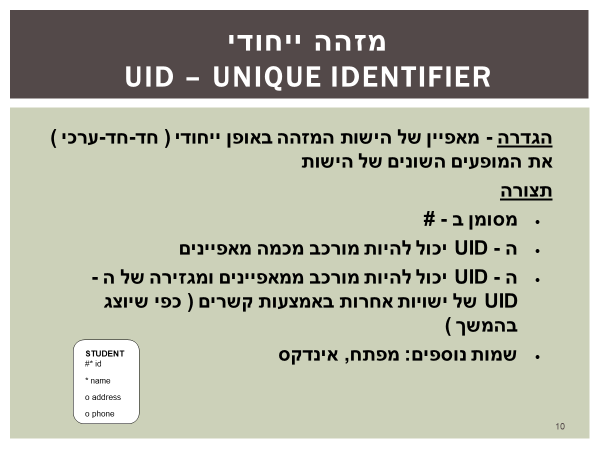 מזהה ייחודי
UID – UNIQUE IDENTIFIER
הגדרה - מאפיין של הישות המזהה באופן ייחודי ( חד-חד-ערכי )
את המופעים השונים של הישות
תצורה
• מסומן ב - #
• ה - UID יכול להיות מורכב מכמה מאפיינים
• ה - UID יכול להיות מורכב ממאפיינים ומגזירה של ה -
UID של ישויות אחרות באמצעות קשרים ( כפי שיוצג
בהמשך )
• שמות נוספים: מפתח, אינדקס
STUDENT
#* id
* name
o address
o phone
10